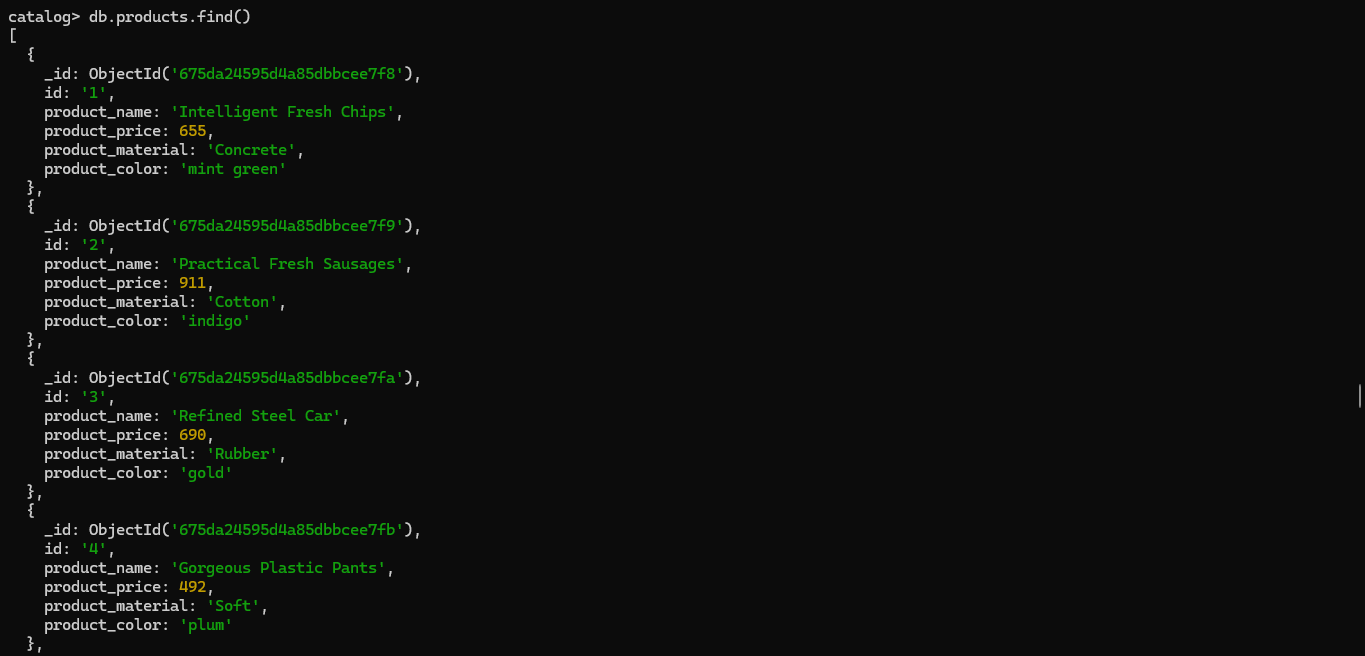 catalog> db.products.find()
[
  {
    _id: ObjectId('675da24595d4a85dbbcee7f8'),
    id: '1',
    product_name: 'Intelligent Fresh Chips',
    product_price: 655,
    product_material: 'Concrete',
    product_color: 'mint green'
  },
  {
    _id: ObjectId('675da24595d4a85dbbcee7f9'),
    id: '2',
    product_name: 'Practical Fresh Sausages',
    product_price: 911,
    product_material: 'Cotton',
    product_color: 'indigo'
  },
  {
    _id: ObjectId('675da24595d4a85dbbcee7fa'),
    id: '3',
    product_name: 'Refined Steel Car',
    product_price: 690,
    product_material: 'Rubber',
    product_color: 'gold'
  },
  {
    _id: ObjectId('675da24595d4a85dbbcee7fb'),
    id: '4',
    product_name: 'Gorgeous Plastic Pants',
    product_price: 492,
    product_material: 'Soft',
    product_color: 'plum'
  },